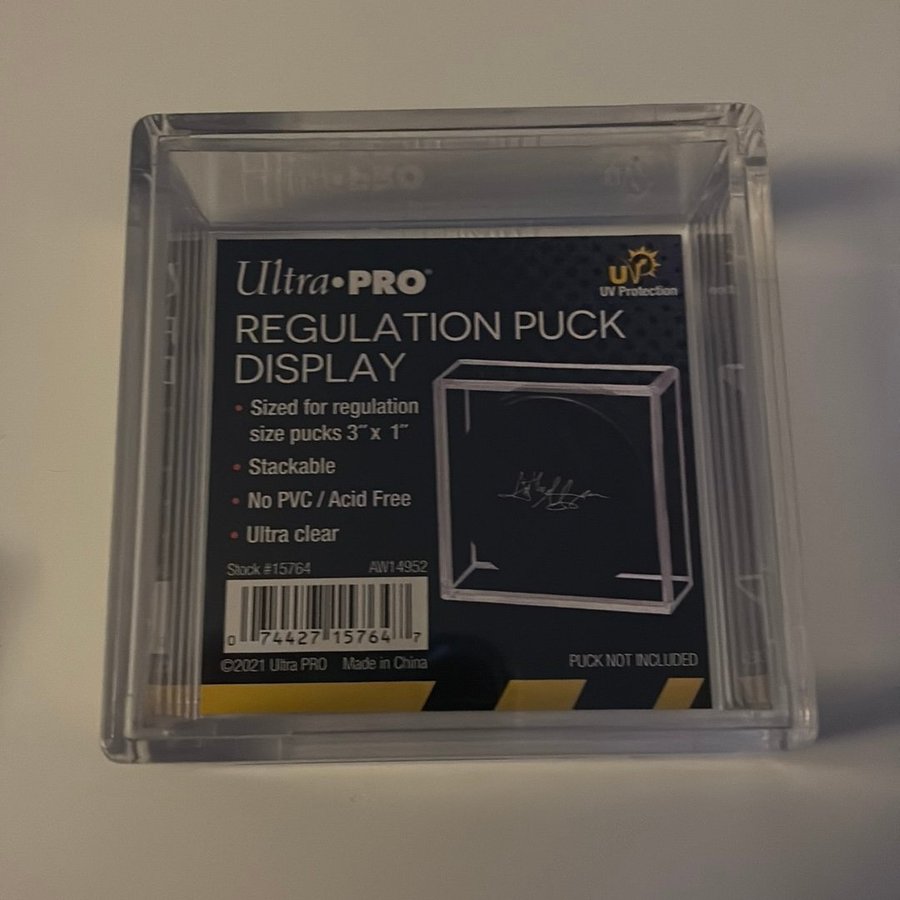 Ultra•PRO®
UV
UV Protection
REGULATION PUCK
DISPLAY
• Sized for regulation
size pucks 3″ x 1″
• Stackable
• No PVC / Acid Free
• Ultra clear
Stock #15764 AW14952
0 74427 15764 7
©2021 Ultra PRO Made in China
PUCK NOT INCLUDED